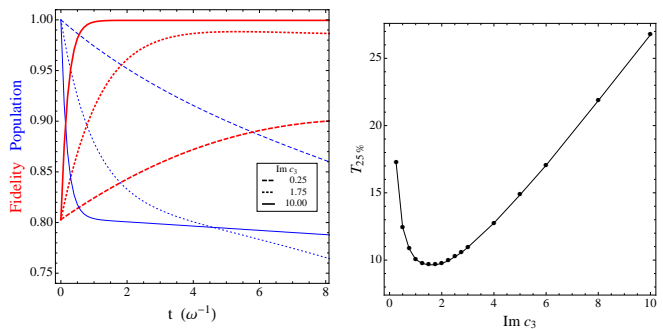 Fidelity Population
1.00
0.95
0.90
0.85
0.80
0.75
Im c3
0.25
1.75
10.00
0 2 4 6 8
t (ω⁻¹)
T25%
25
20
15
10
0 2 4 6 8 10
Im c3